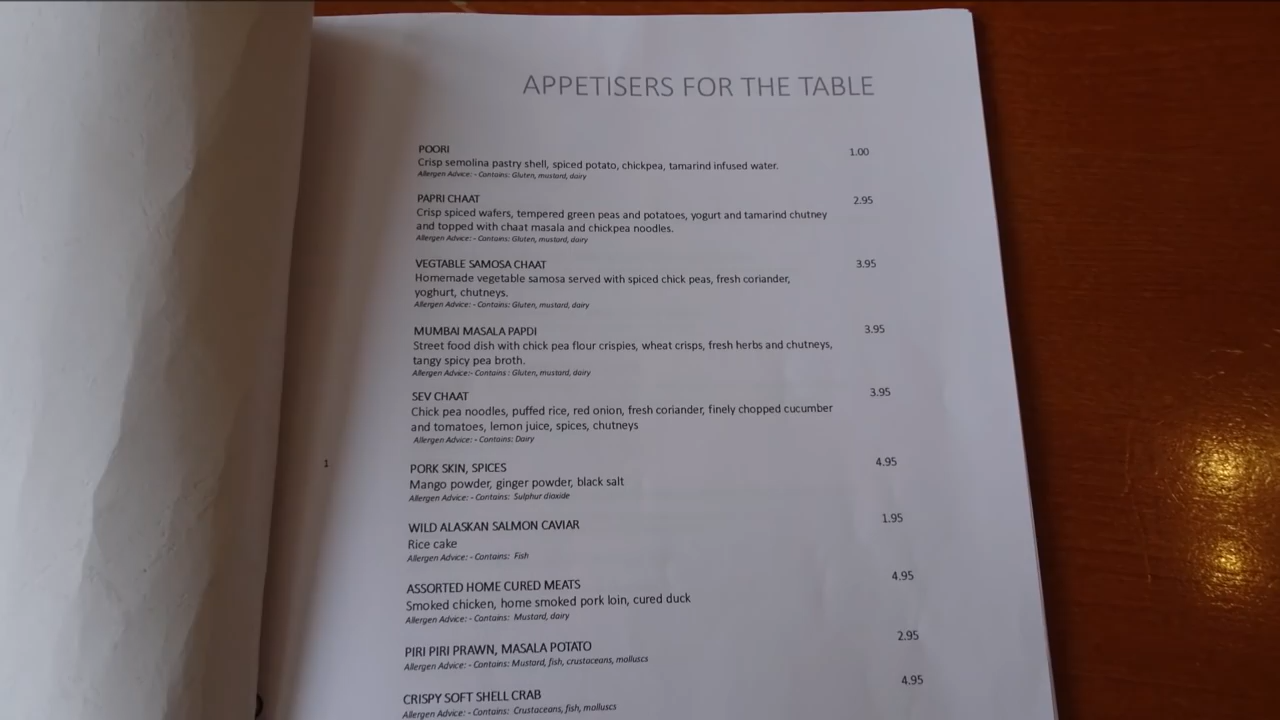 APPETISERS FOR THE TABLE
POORI 1.00
Crisp semolina pastry shell, spiced potato, chickpea, tamarind infused water.
Allergen Advice: - Contains: Gluten, mustard, dairy
PAPRI CHAAT 2.95
Crisp spiced wafers, tempered green peas and potatoes, yogurt and tamarind chutney
and topped with chaat masala and chickpea noodles.
Allergen Advice: - Contains: Gluten, mustard, dairy
VEGTABLE SAMOSA CHAAT 3.95
Homemade vegetable samosa served with spiced chick peas, fresh coriander,
yoghurt, chutneys.
Allergen Advice: - Contains: Gluten, mustard, dairy
MUMBAI MASALA PAPDI 3.95
Street food dish with chick pea flour crispies, wheat crisps, fresh herbs and chutneys,
tangy spicy pea broth.
Allergen Advice:- Contains : Gluten, mustard, dairy
SEV CHAAT 3.95
Chick pea noodles, puffed rice, red onion, fresh coriander, finely chopped cucumber
and tomatoes, lemon juice, spices, chutneys
Allergen Advice: - Contains: Dairy
1
PORK SKIN, SPICES 4.95
Mango powder, ginger powder, black salt
Allergen Advice: - Contains: Sulphur dioxide
WILD ALASKAN SALMON CAVIAR 1.95
Rice cake
Allergen Advice: - Contains: Fish
ASSORTED HOME CURED MEATS 4.95
Smoked chicken, home smoked pork loin, cured duck
Allergen Advice: - Contains: Mustard, dairy
PIRI PIRI PRAWN, MASALA POTATO 2.95
Allergen Advice: - Contains: Mustard, fish, crustaceans, molluscs
CRISPY SOFT SHELL CRAB 4.95
Allergen Advice: - Contains: Crustaceans, fish, molluscs